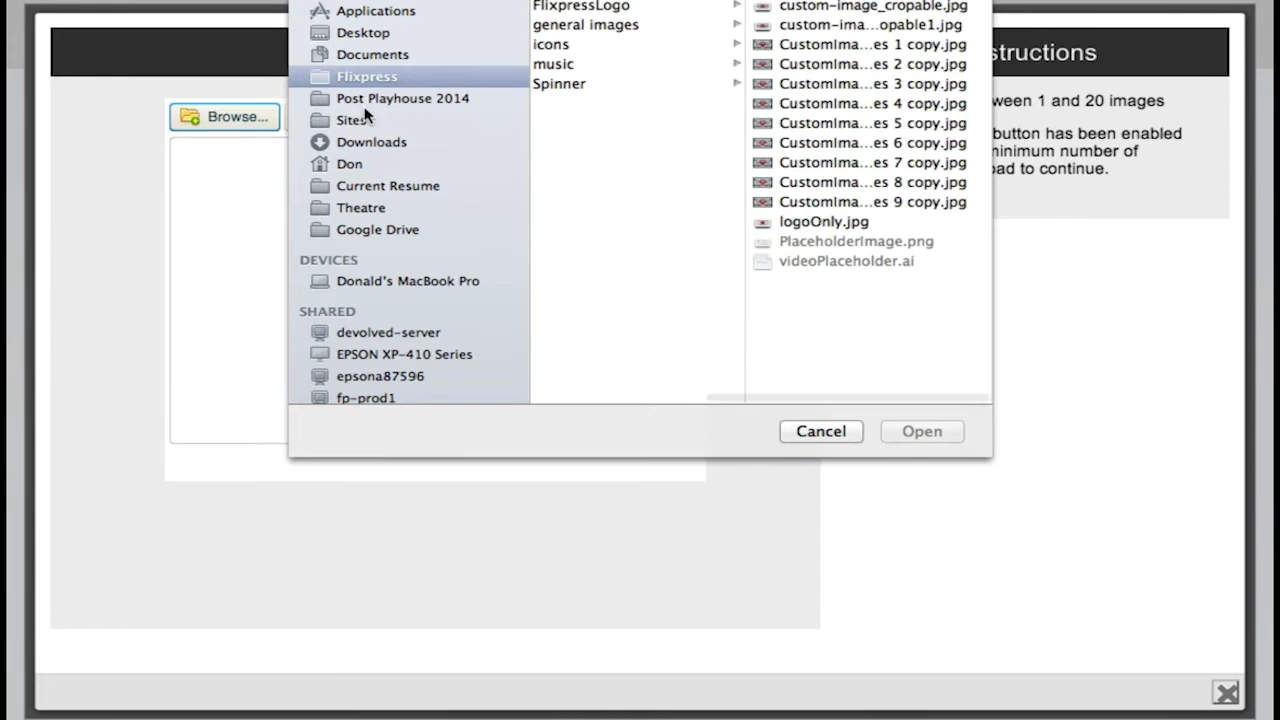 Browse...
Applications
Desktop
Documents
Flixpress
Post Playhouse 2014
Sites
Downloads
Don
Current Resume
Theatre
Google Drive
DEVICES
Donald's MacBook Pro
SHARED
devolved-server
EPSON XP-410 Series
epsona87596
fp-prod1
FlixpressLogo
general images
icons
music
Spinner
custom-image_cropable.jpg
custom-ima...opable1.jpg
CustomIma...es 1 copy.jpg
CustomIma...es 2 copy.jpg
CustomIma...es 3 copy.jpg
CustomIma...es 4 copy.jpg
CustomIma...es 5 copy.jpg
CustomIma...es 6 copy.jpg
CustomIma...es 7 copy.jpg
CustomIma...es 8 copy.jpg
CustomIma...es 9 copy.jpg
logoOnly.jpg
PlaceholderImage.png
videoPlaceholder.ai
Cancel
Open
structions
ween 1 and 20 images
button has been enabled
minimum number of
oad to continue.